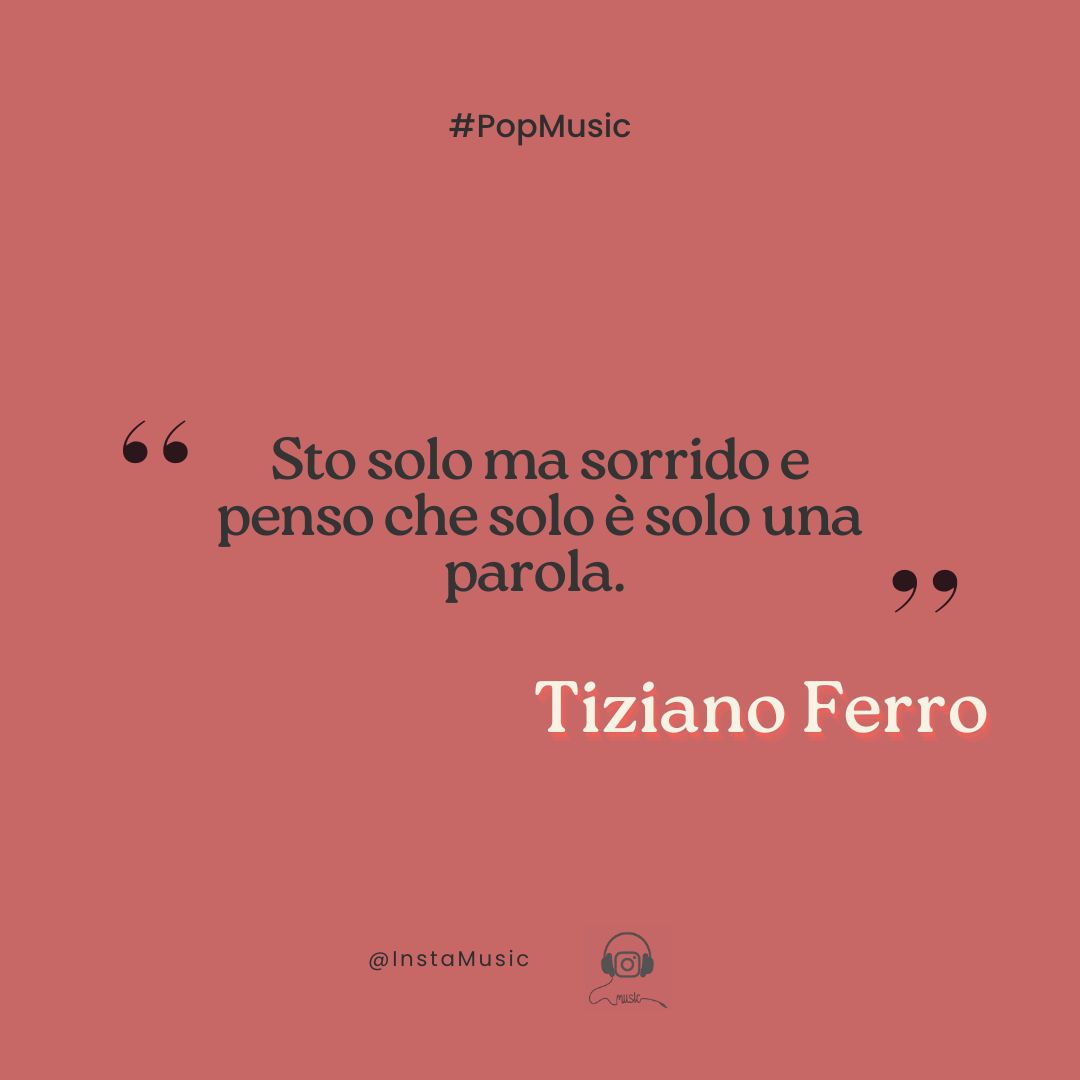 #PopMusic
“ Sto solo ma sorrido e
penso che solo è solo una
parola. ”
Tiziano Ferro
@InstaMusic
music